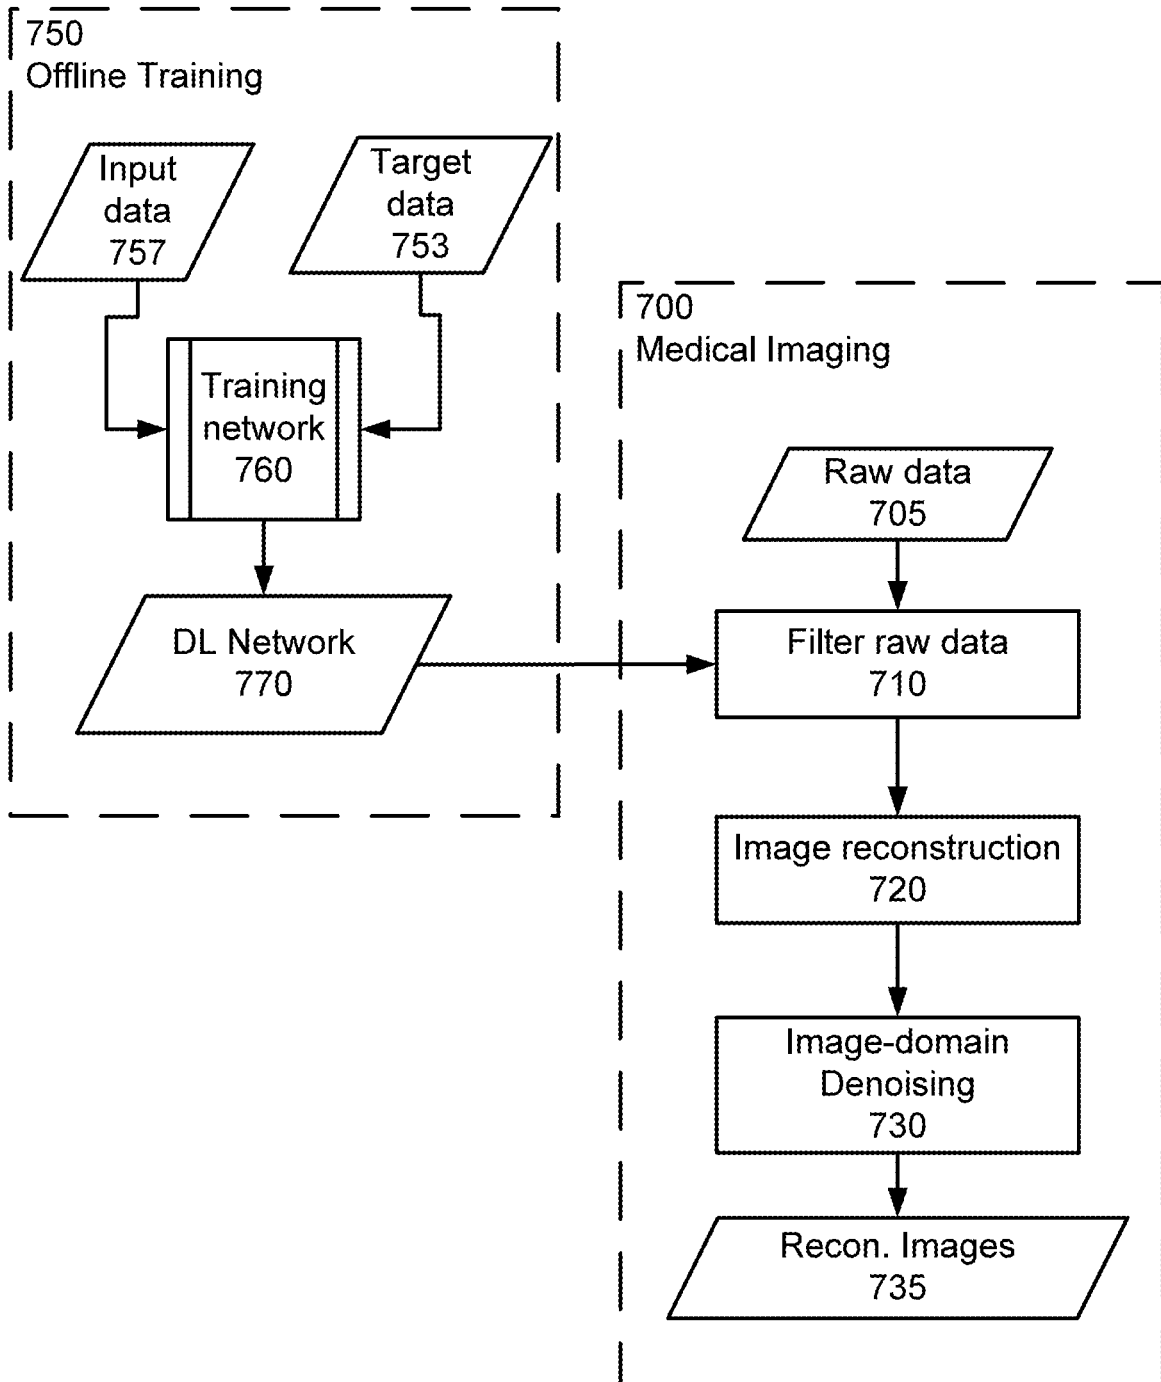 750
Offline Training
Input
data
757
Target
data
753
Training
network
760
DL Network
770
700
Medical Imaging
Raw data
705
Filter raw data
710
Image reconstruction
720
Image-domain
Denoising
730
Recon. Images
735